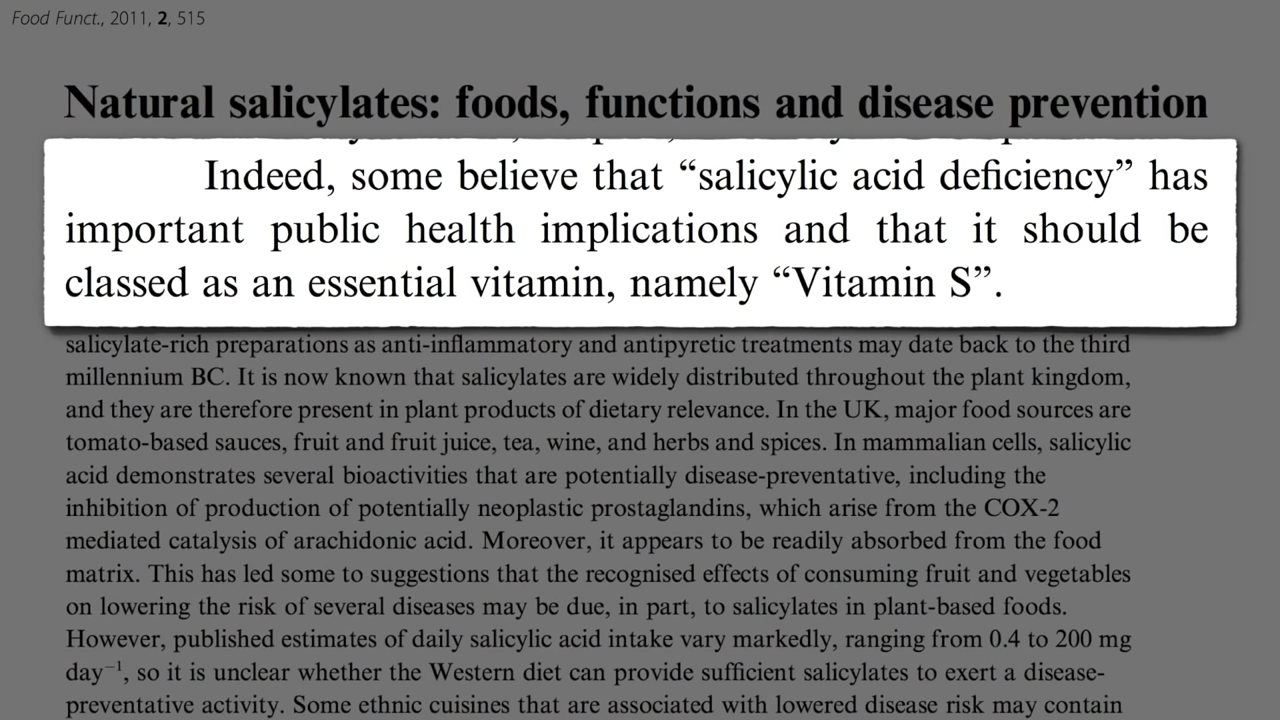 Food Funct., 2011, 2, 515
Natural salicylates: foods, functions and disease prevention
Indeed, some believe that “salicylic acid deficiency” has
important public health implications and that it should be
classed as an essential vitamin, namely “Vitamin S”.
salicylate-rich preparations as anti-inflammatory and antipyretic treatments may date back to the third
millennium BC. It is now known that salicylates are widely distributed throughout the plant kingdom,
and they are therefore present in plant products of dietary relevance. In the UK, major food sources are
tomato-based sauces, fruit and fruit juice, tea, wine, and herbs and spices. In mammalian cells, salicylic
acid demonstrates several bioactivities that are potentially disease-preventative, including the
inhibition of production of potentially neoplastic prostaglandins, which arise from the COX-2
mediated catalysis of arachidonic acid. Moreover, it appears to be readily absorbed from the food
matrix. This has led some to suggestions that the recognised effects of consuming fruit and vegetables
on lowering the risk of several diseases may be due, in part, to salicylates in plant-based foods.
However, published estimates of daily salicylic acid intake vary markedly, ranging from 0.4 to 200 mg
day⁻¹, so it is unclear whether the Western diet can provide sufficient salicylates to exert a disease-
preventative activity. Some ethnic cuisines that are associated with lowered disease risk may contain